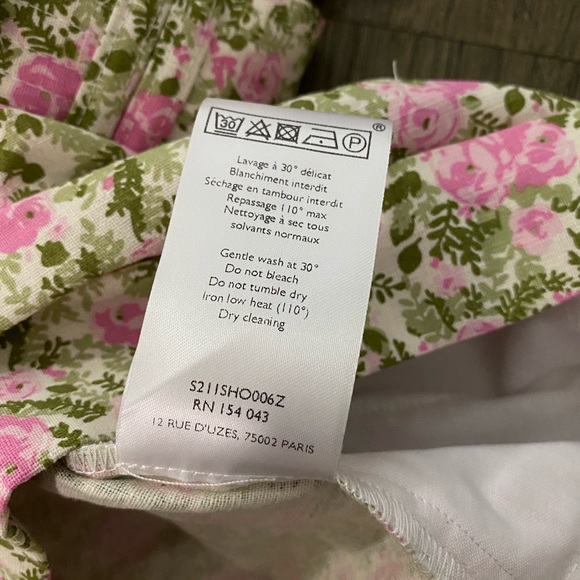 30 P ®
Lavage à 30° délicat
Blanchiment interdit
Séchage en tambour interdit
Repassage 110° max
Nettoyage à sec tous
solvants normaux
Gentle wash at 30°
Do not bleach
Do not tumble dry
Iron low heat (110°)
Dry cleaning
S211SHO006Z
RN 154 043
12 RUE D'UZES, 75002 PARIS